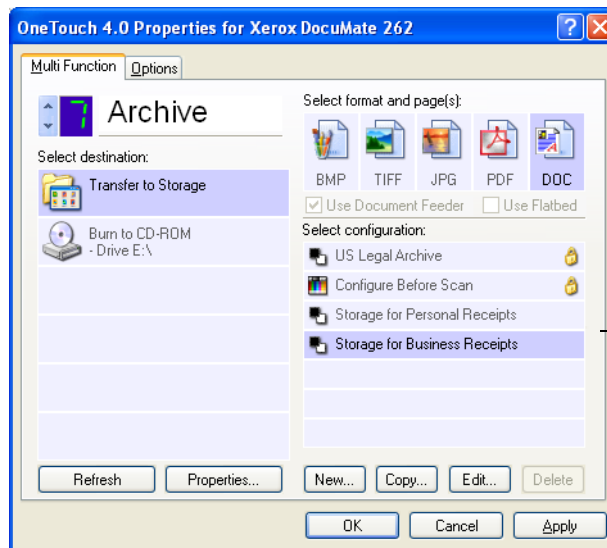 OneTouch 4.0 Properties for Xerox DocuMate 262
Multi Function
Options
7
Archive
Select destination:
Transfer to Storage
Burn to CD-ROM
- Drive E:\
Refresh
Properties...
Select format and page(s):
BMP
TIFF
JPG
PDF
DOC
Use Document Feeder
Use Flatbed
Select configuration:
US Legal Archive
Configure Before Scan
Storage for Personal Receipts
Storage for Business Receipts
New...
Copy...
Edit...
Delete
OK
Cancel
Apply